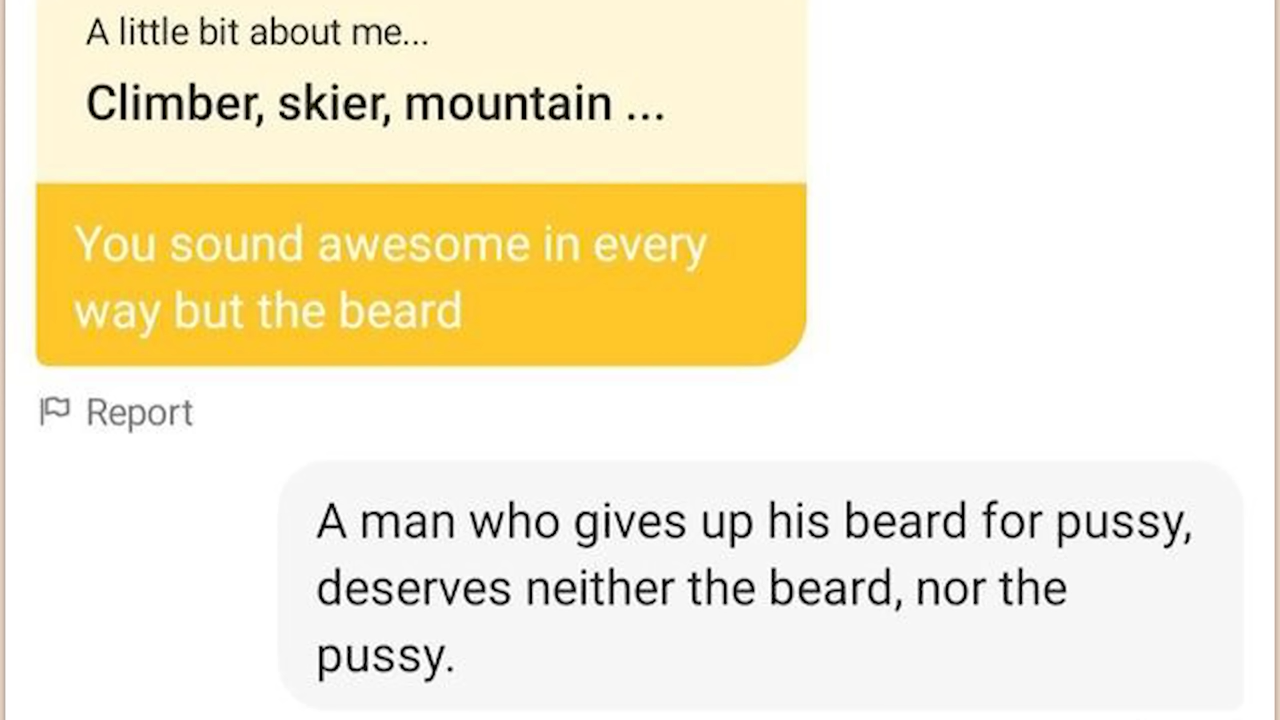 A little bit about me...
Climber, skier, mountain ...
You sound awesome in every
way but the beard
Report
A man who gives up his beard for pussy,
deserves neither the beard, nor the
pussy.